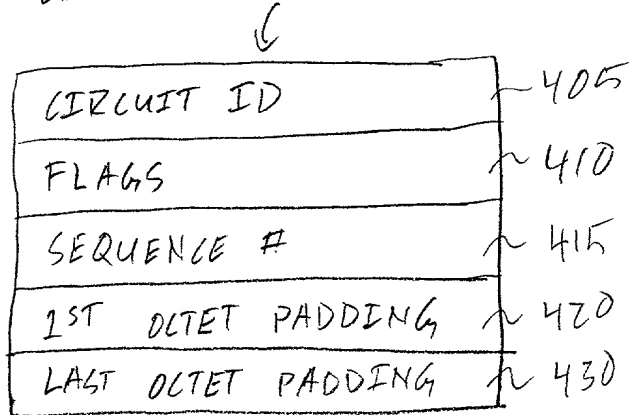 CIRCUIT ID 405
FLAGS 410
SEQUENCE # 415
1ST OCTET PADDING 420
LAST OCTET PADDING 430